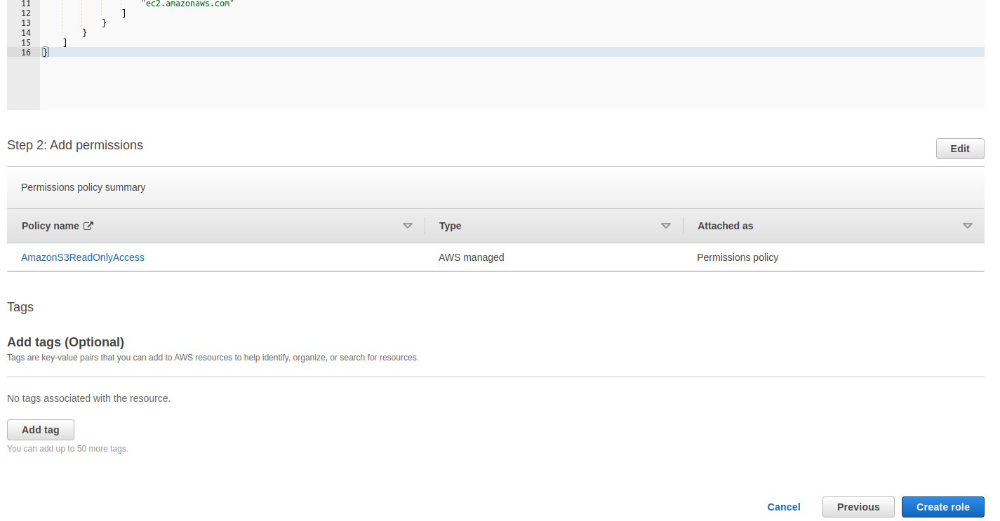 11 "ec2.amazonaws.com"
12 ]
13 }
14 }
15 ]
16 }
Step 2: Add permissions
Edit
Permissions policy summary
Policy name Type Attached as
AmazonS3ReadOnlyAccess AWS managed Permissions policy
Tags
Add tags (Optional)
Tags are key-value pairs that you can add to AWS resources to help identify, organize, or search for resources.
No tags associated with the resource.
Add tag
You can add up to 50 more tags.
Cancel Previous Create role